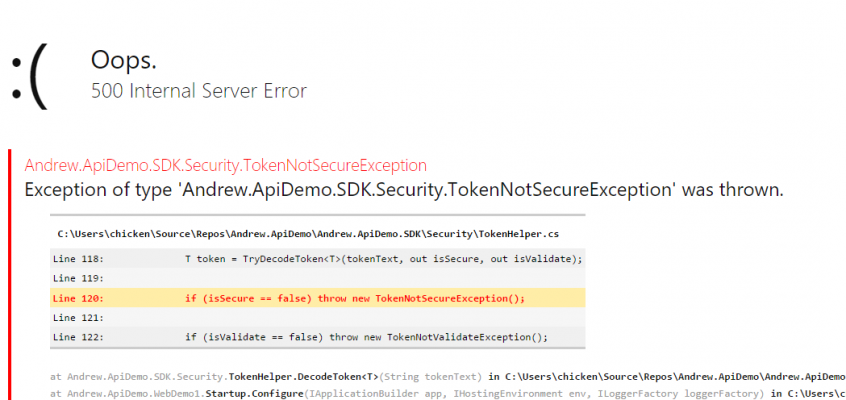 :(
Oops.
500 Internal Server Error
Andrew.ApiDemo.SDK.Security.TokenNotSecureException
Exception of type 'Andrew.ApiDemo.SDK.Security.TokenNotSecureException' was thrown.
C:\Users\chicken\Source\Repos\Andrew.ApiDemo\Andrew.ApiDemo.SDK\Security\TokenHelper.cs
Line 118: T token = TryDecodeToken<T>(tokenText, out isSecure, out isValidate);
Line 119:
Line 120: if (isSecure == false) throw new TokenNotSecureException();
Line 121:
Line 122: if (isValidate == false) throw new TokenNotValidateException();
at Andrew.ApiDemo.SDK.Security.TokenHelper.DecodeToken<T>(String tokenText) in C:\Users\chicken\Source\Repos\Andrew.ApiDemo\Andrew.ApiDemo
at Andrew.ApiDemo.WebDemo1.Startup.Configure(IApplicationBuilder app, IHostingEnvironment env, ILoggerFactory loggerFactory) in C:\Users\c